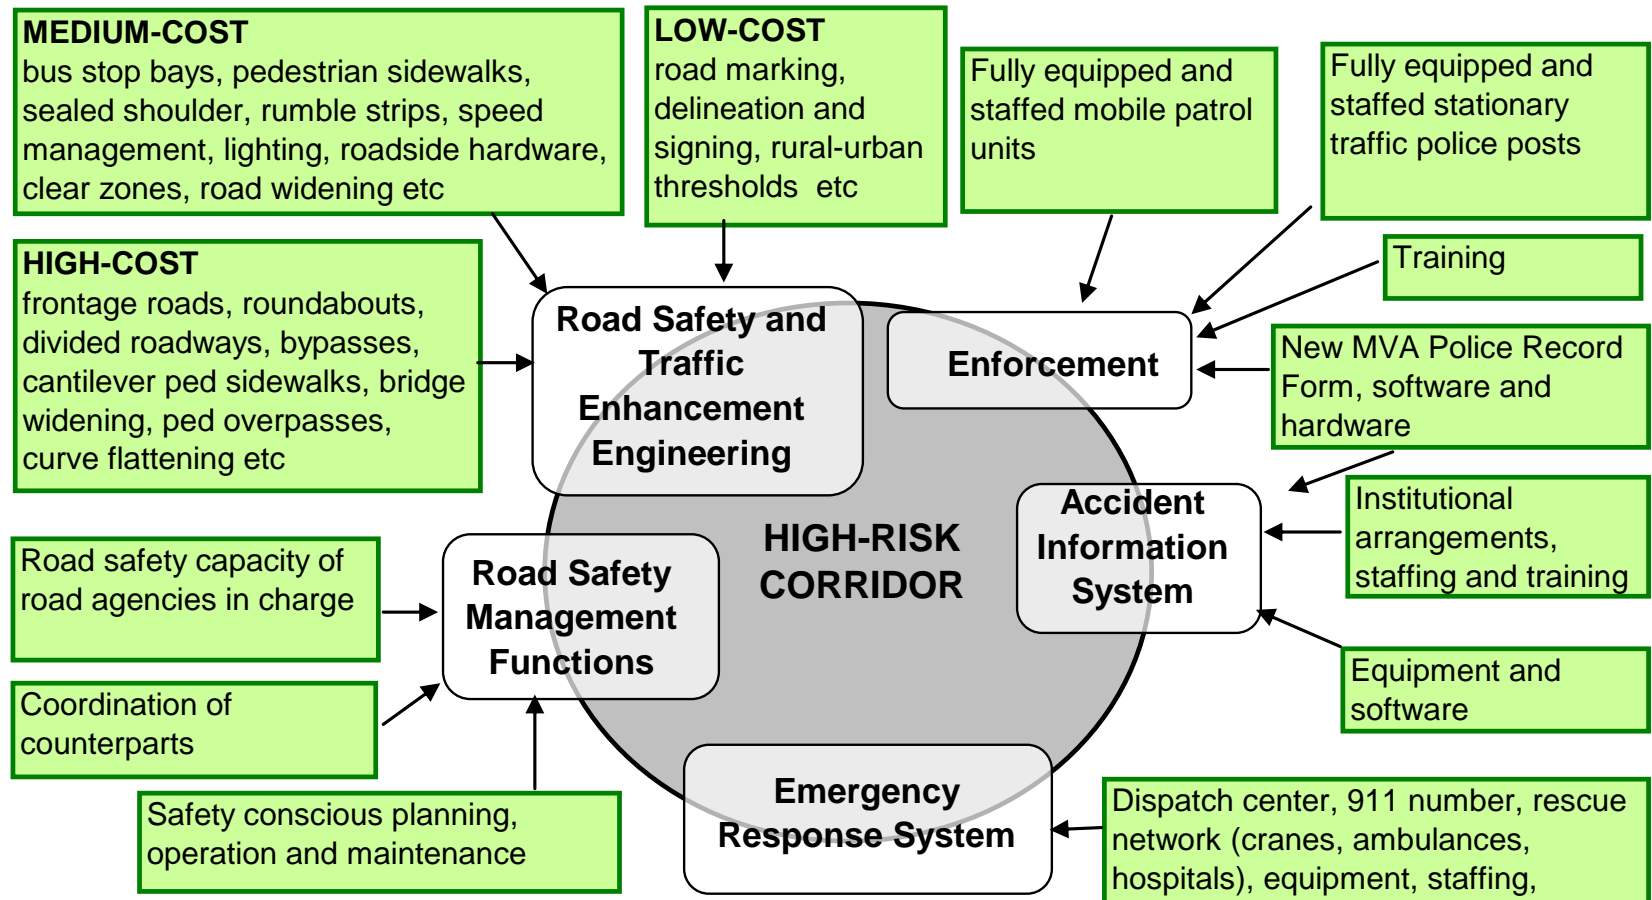 MEDIUM-COST
bus stop bays, pedestrian sidewalks,
sealed shoulder, rumble strips, speed
management, lighting, roadside hardware,
clear zones, road widening etc
LOW-COST
road marking,
delineation and
signing, rural-urban
thresholds etc
Fully equipped and
staffed mobile patrol
units
Fully equipped and
staffed stationary
traffic police posts
HIGH-COST
frontage roads, roundabouts,
divided roadways, bypasses,
cantilever ped sidewalks, bridge
widening, ped overpasses,
curve flattening etc
Road Safety and
Traffic
Enhancement
Engineering
Enforcement
Training
New MVA Police Record
Form, software and
hardware
HIGH-RISK
CORRIDOR
Accident
Information
System
Institutional
arrangements,
staffing and training
Road safety capacity of
road agencies in charge
Road Safety
Management
Functions
Equipment and
software
Coordination of
counterparts
Safety conscious planning,
operation and maintenance
Emergency
Response System
Dispatch center, 911 number, rescue
network (cranes, ambulances,
hospitals), equipment, staffing,